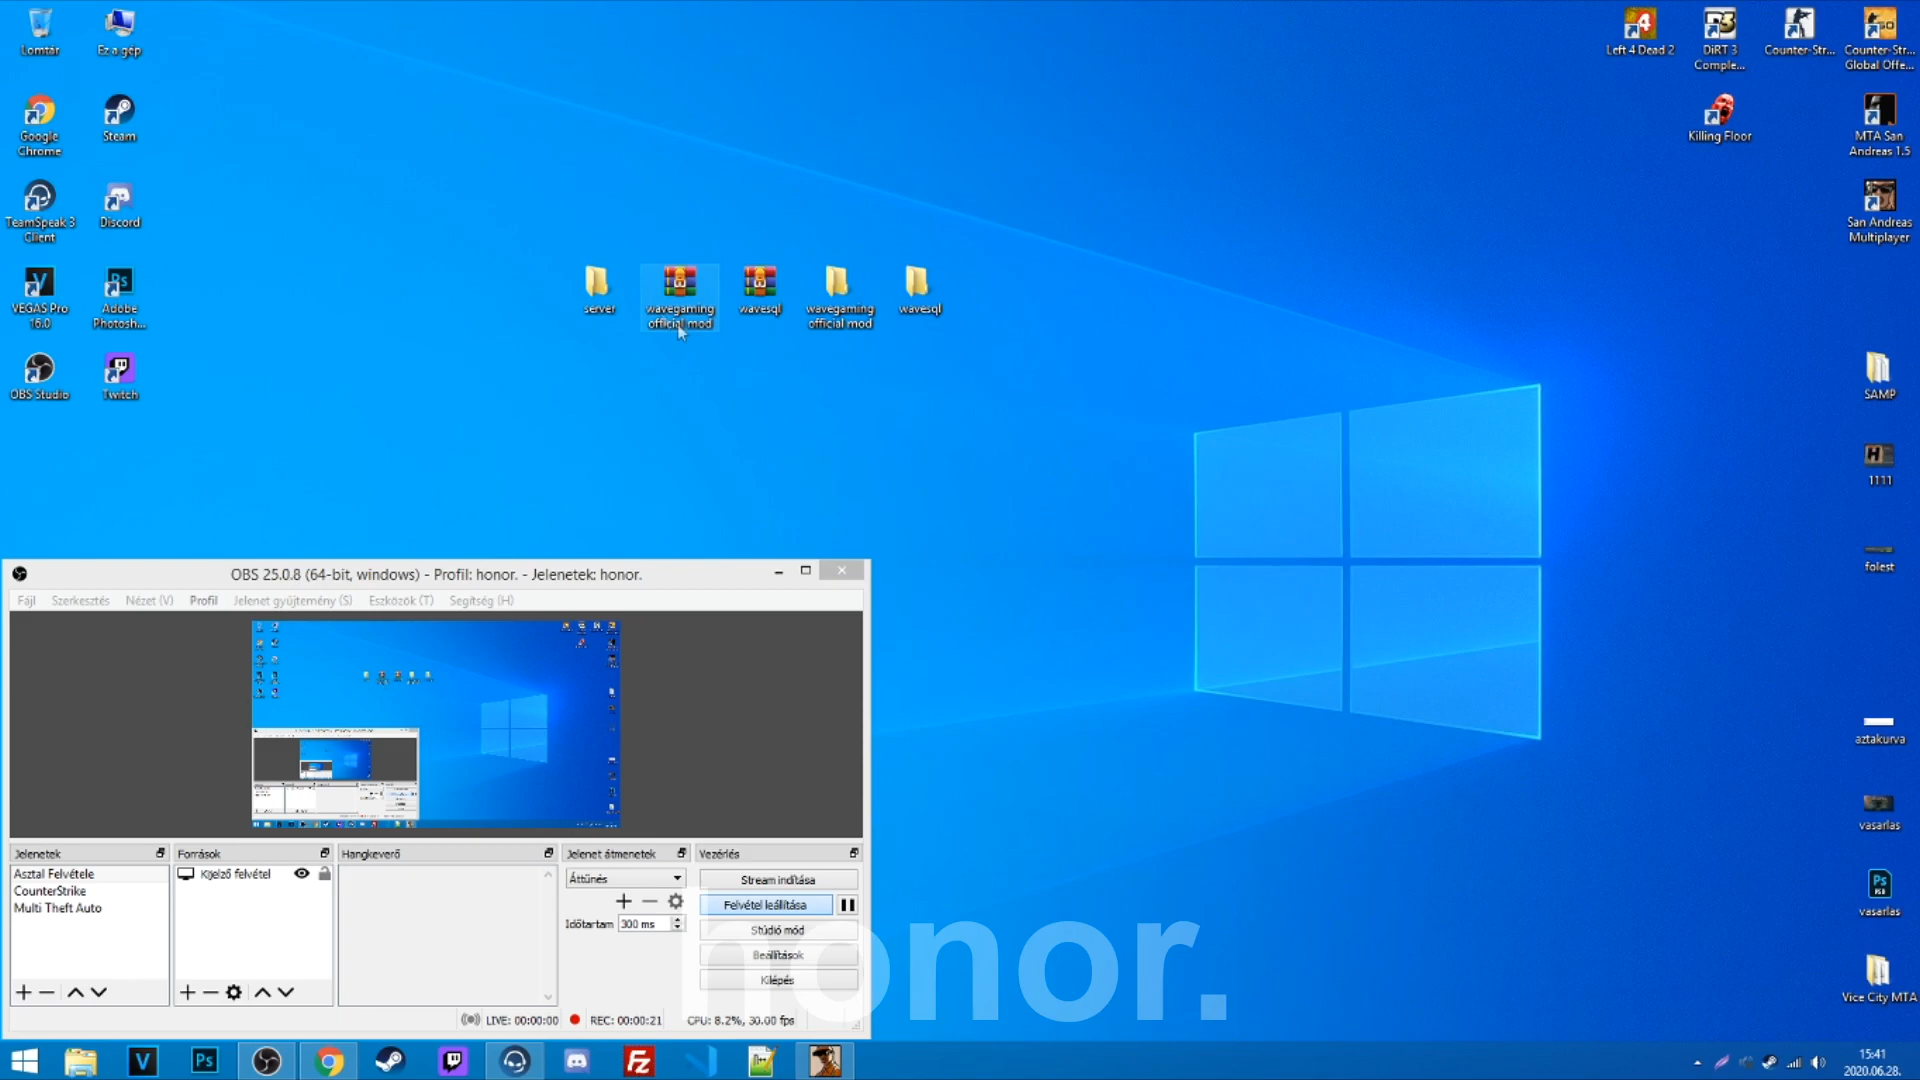 Lomtár
Ez a gép
Google
Chrome
Steam
TeamSpeak 3
Client
Discord
VEGAS Pro
16.0
Adobe
Photosh...
OBS Studio
Twitch
server
wavegaming
official mod
wavesql
wavegaming
official mod
wavesql
Left 4 Dead 2
DiRT 3
Comple...
Counter-Str...
Counter-Str...
Global Offe...
Killing Floor
MTA San
Andreas 1.5
San Andreas
Multiplayer
SAMP
1111
folest
aztakurva
vasarlas
vasarlas
Vice City MTA
OBS 25.0.8 (64-bit, windows) - Profil: honor. - Jelenetek: honor.
Fájl Szerkesztés Nézet (V) Profil Jelenet gyűjtemény (S) Eszközök (T) Segítség (H)
Jelenetek
Asztal Felvétele
CounterStrike
Multi Theft Auto
Források
Kijelző felvétel
Hangkeverő
Jelenet átmenetek
Áttűnés
Időtartam 300 ms
Vezérlés
Stream indítása
Felvétel leállítása
Stúdió mód
Beállítások
Kilépés
LIVE: 00:00:00 REC: 00:00:21 CPU: 8.2%, 30.00 fps
honor.
15:41
2020.06.28.